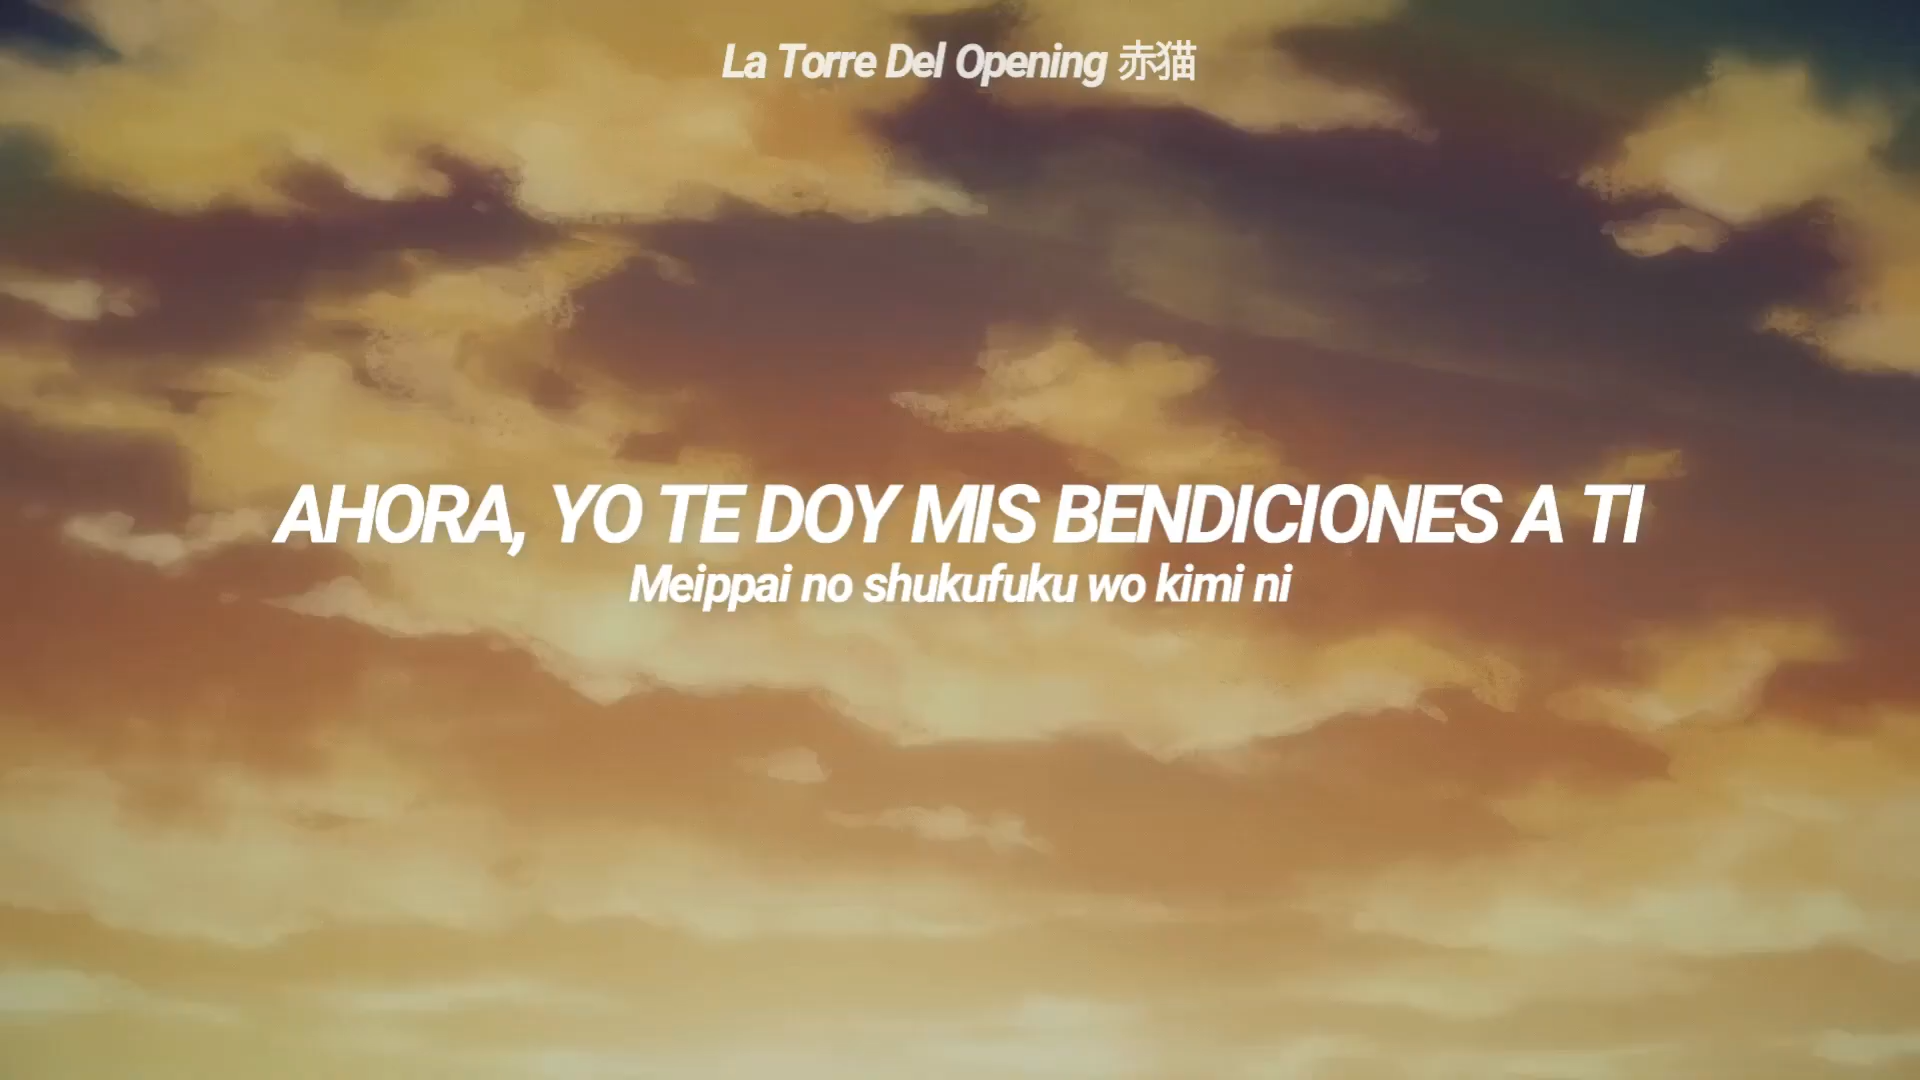 La Torre Del Opening 赤猫
AHORA, YO TE DOY MIS BENDICIONES A TI
Meippai no shukufuku wo kimi ni